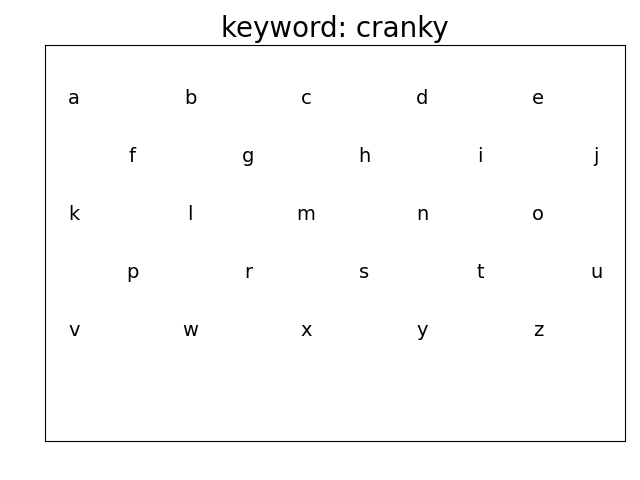 keyword: cranky
a b c d e
f g h i j
k l m n o
p r s t u
v w x y z